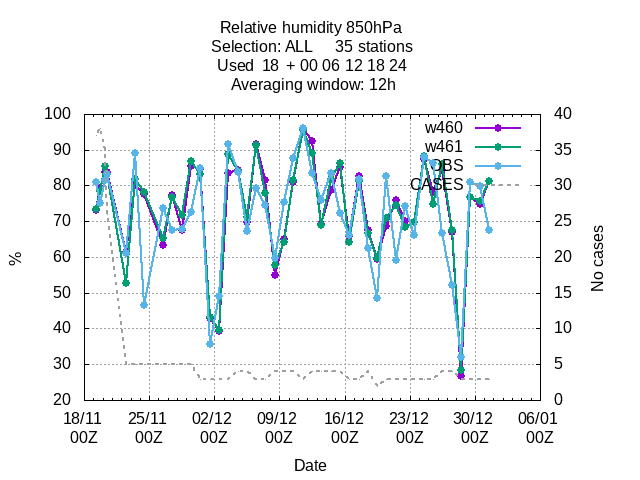 Relative humidity 850hPa
Selection: ALL 35 stations
Used 18 + 00 06 12 18 24
Averaging window: 12h
100 40
90 w460 35
w461
OBS
80 CASES 30
70 25
60 20
50 15
40 10
30 5
20 0
% No cases
18/11 25/11 02/12 09/12 16/12 23/12 30/12 06/01
00Z 00Z 00Z 00Z 00Z 00Z 00Z 00Z
Date